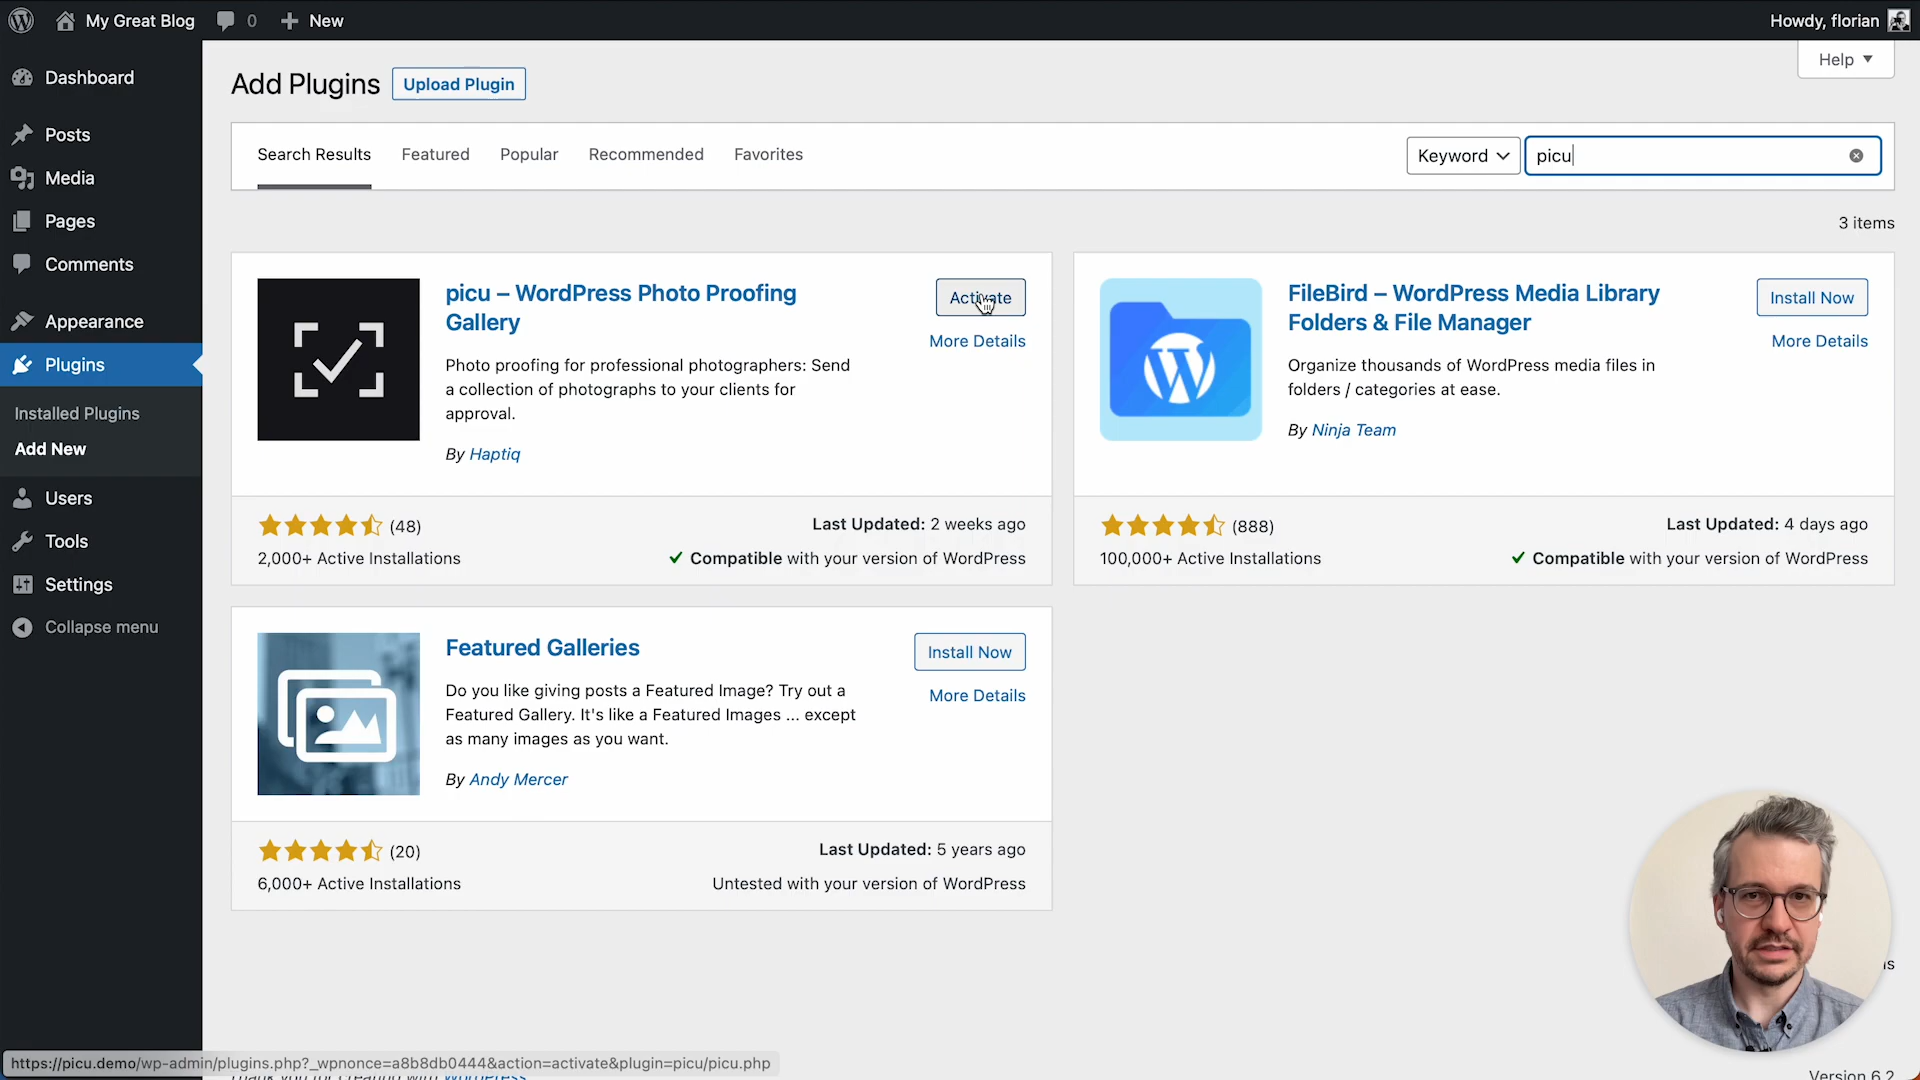 My Great Blog
0
New
Howdy, florian
Help
Dashboard
Posts
Media
Pages
Comments
Appearance
Plugins
Installed Plugins
Add New
Users
Tools
Settings
Collapse menu
Add Plugins
Upload Plugin
Search Results
Featured
Popular
Recommended
Favorites
Keyword
picu
3 items
picu – WordPress Photo Proofing
Gallery
Activate
More Details
Photo proofing for professional photographers: Send
a collection of photographs to your clients for
approval.
By Haptiq
(48)
Last Updated: 2 weeks ago
2,000+ Active Installations
Compatible with your version of WordPress
FileBird – WordPress Media Library
Folders & File Manager
Install Now
More Details
Organize thousands of WordPress media files in
folders / categories at ease.
By Ninja Team
(888)
Last Updated: 4 days ago
100,000+ Active Installations
Compatible with your version of WordPress
Featured Galleries
Install Now
More Details
Do you like giving posts a Featured Image? Try out a
Featured Gallery. It's like a Featured Images ... except
as many images as you want.
By Andy Mercer
(20)
Last Updated: 5 years ago
6,000+ Active Installations
Untested with your version of WordPress
https://picu.demo/wp-admin/plugins.php?_wpnonce=a8b8db0444&action=activate&plugin=picu/picu.php
Thank you for creating with WordPress
Version 6.2